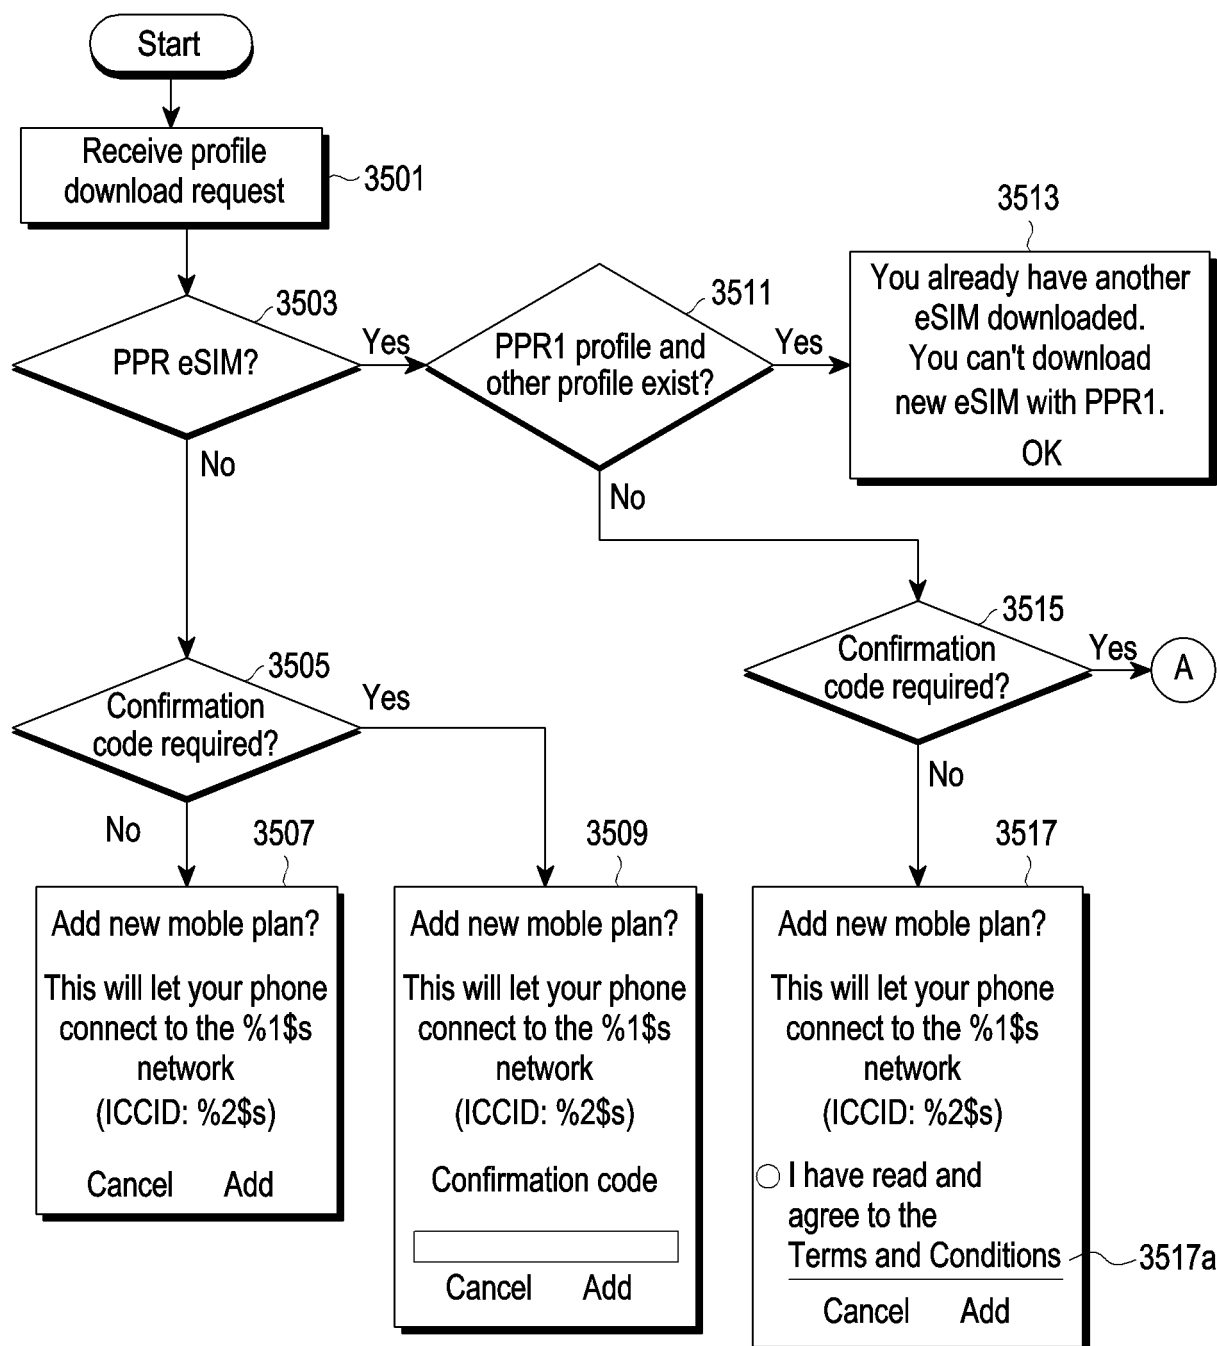 Start
Receive profile
download request
3501
3503
PPR eSIM?
Yes
No
3511
PPR1 profile and
other profile exist?
Yes
No
3513
You already have another
eSIM downloaded.
You can't download
new eSIM with PPR1.
OK
3505
Confirmation
code required?
Yes
No
3515
Confirmation
code required?
Yes
A
No
3507
Add new moble plan?
This will let your phone
connect to the %1$s
network
(ICCID: %2$s)
Cancel Add
3509
Add new moble plan?
This will let your phone
connect to the %1$s
network
(ICCID: %2$s)
Confirmation code
Cancel Add
3517
Add new moble plan?
This will let your phone
connect to the %1$s
network
(ICCID: %2$s)
I have read and
agree to the
Terms and Conditions
3517a
Cancel Add